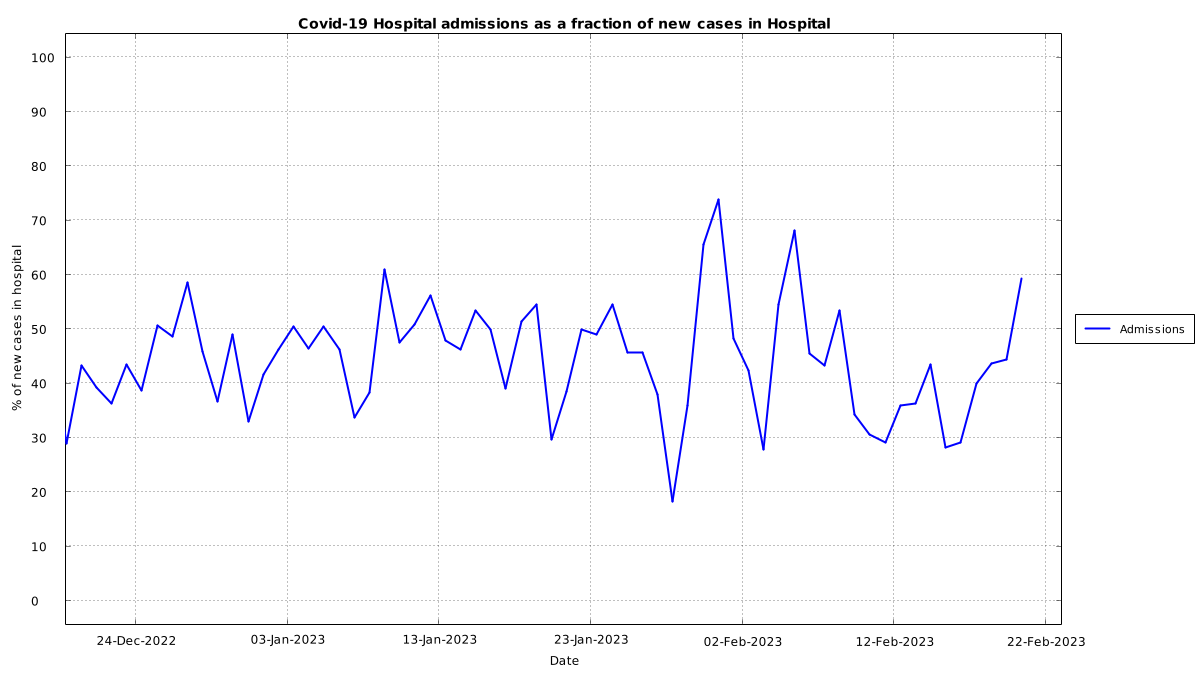 Covid-19 Hospital admissions as a fraction of new cases in Hospital
100
90
80
70
60
50
40
30
20
10
0
% of new cases in hospital
24-Dec-2022 03-Jan-2023 13-Jan-2023 23-Jan-2023 02-Feb-2023 12-Feb-2023 22-Feb-2023
Date
Admissions